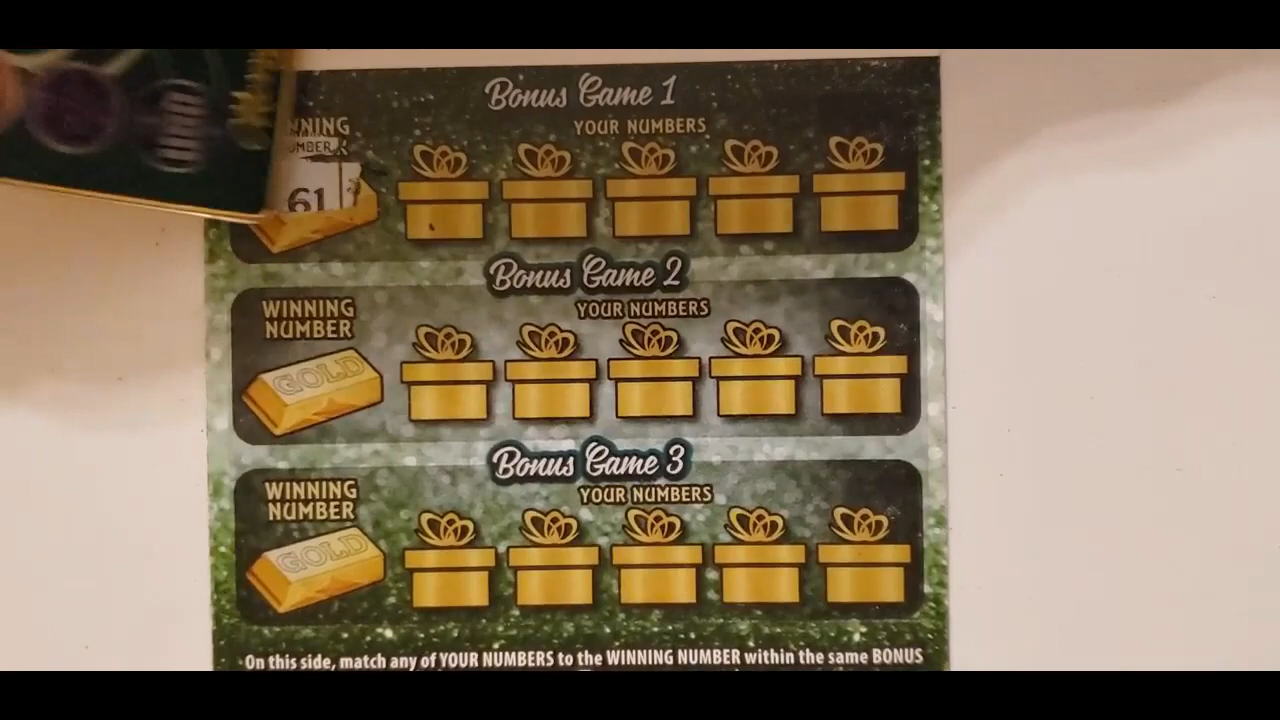 Bonus Game 1
YOUR NUMBERS
61
Bonus Game 2
WINNING
NUMBER
YOUR NUMBERS
GOLD
Bonus Game 3
WINNING
NUMBER
YOUR NUMBERS
GOLD
On this side, match any of YOUR NUMBERS to the WINNING NUMBER within the same BONUS